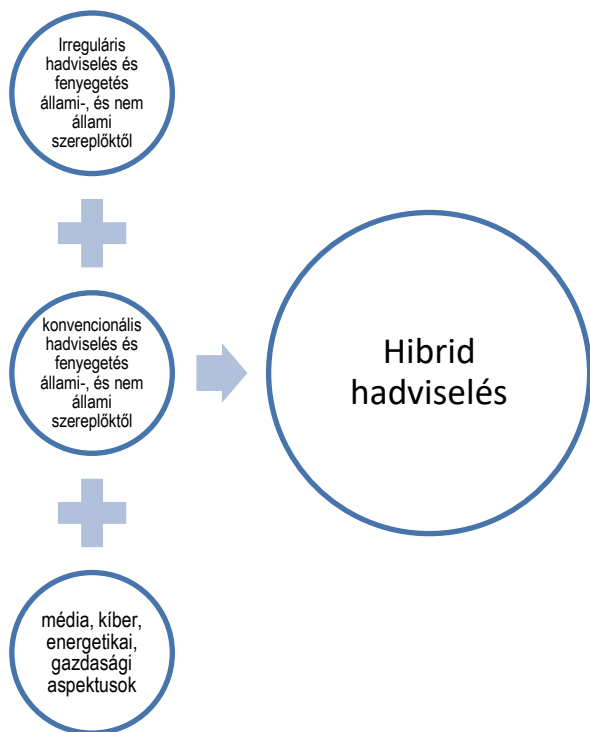 Irreguláris
hadviselés és
fenyegetés
állami-, és nem
állami
szereplőktől
konvencionális
hadviselés és
fenyegetés
állami-, és nem
állami
szereplőktől
média, kíber,
energetikai,
gazdasági
aspektusok
Hibrid
hadviselés